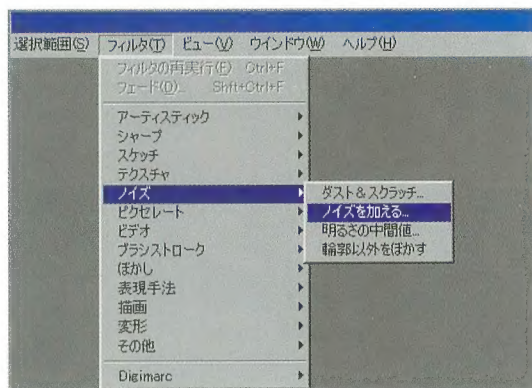 選択範囲(S) フィルタ(T) ビュー(V) ウインドウ(W) ヘルプ(H)
フィルタの再実行(F) Ctrl+F
フェード(D)... Shft+Ctrl+F
アーティスティック
シャープ
スケッチ
テクスチャ
ノイズ
ピクセレート
ビデオ
ブラシストローク
ぼかし
表現手法
描画
変形
その他
Digimarc
ダスト＆スクラッチ...
ノイズを加える...
明るさの中間値...
輪郭以外をぼかす